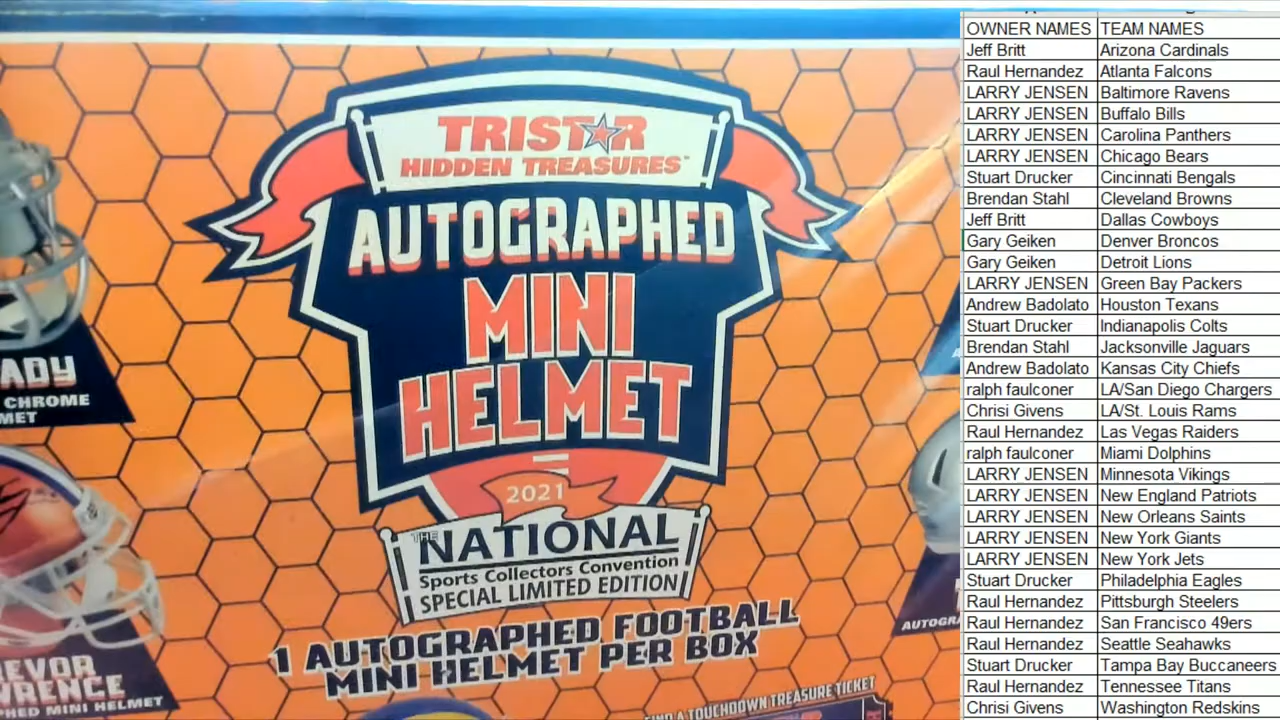 TRISTAR
HIDDEN TREASURES™
AUTOGRAPHED
MINI
HELMET
2021
THE NATIONAL
Sports Collectors Convention
SPECIAL LIMITED EDITION
1 AUTOGRAPHED FOOTBALL
MINI HELMET PER BOX
CHROME
TREASURE TICKET
FIND A TOUCHDOWN
MINI HELMET
OWNER NAMES TEAM NAMES
Jeff Britt Arizona Cardinals
Raul Hernandez Atlanta Falcons
LARRY JENSEN Baltimore Ravens
LARRY JENSEN Buffalo Bills
LARRY JENSEN Carolina Panthers
LARRY JENSEN Chicago Bears
Stuart Drucker Cincinnati Bengals
Brendan Stahl Cleveland Browns
Jeff Britt Dallas Cowboys
Gary Geiken Denver Broncos
Gary Geiken Detroit Lions
LARRY JENSEN Green Bay Packers
Andrew Badolato Houston Texans
Stuart Drucker Indianapolis Colts
Brendan Stahl Jacksonville Jaguars
Andrew Badolato Kansas City Chiefs
ralph faulconer LA/San Diego Chargers
Chrisi Givens LA/St. Louis Rams
Raul Hernandez Las Vegas Raiders
ralph faulconer Miami Dolphins
LARRY JENSEN Minnesota Vikings
LARRY JENSEN New England Patriots
LARRY JENSEN New Orleans Saints
LARRY JENSEN New York Giants
LARRY JENSEN New York Jets
Stuart Drucker Philadelphia Eagles
Raul Hernandez Pittsburgh Steelers
Raul Hernandez San Francisco 49ers
Raul Hernandez Seattle Seahawks
Stuart Drucker Tampa Bay Buccaneers
Raul Hernandez Tennessee Titans
Chrisi Givens Washington Redskins